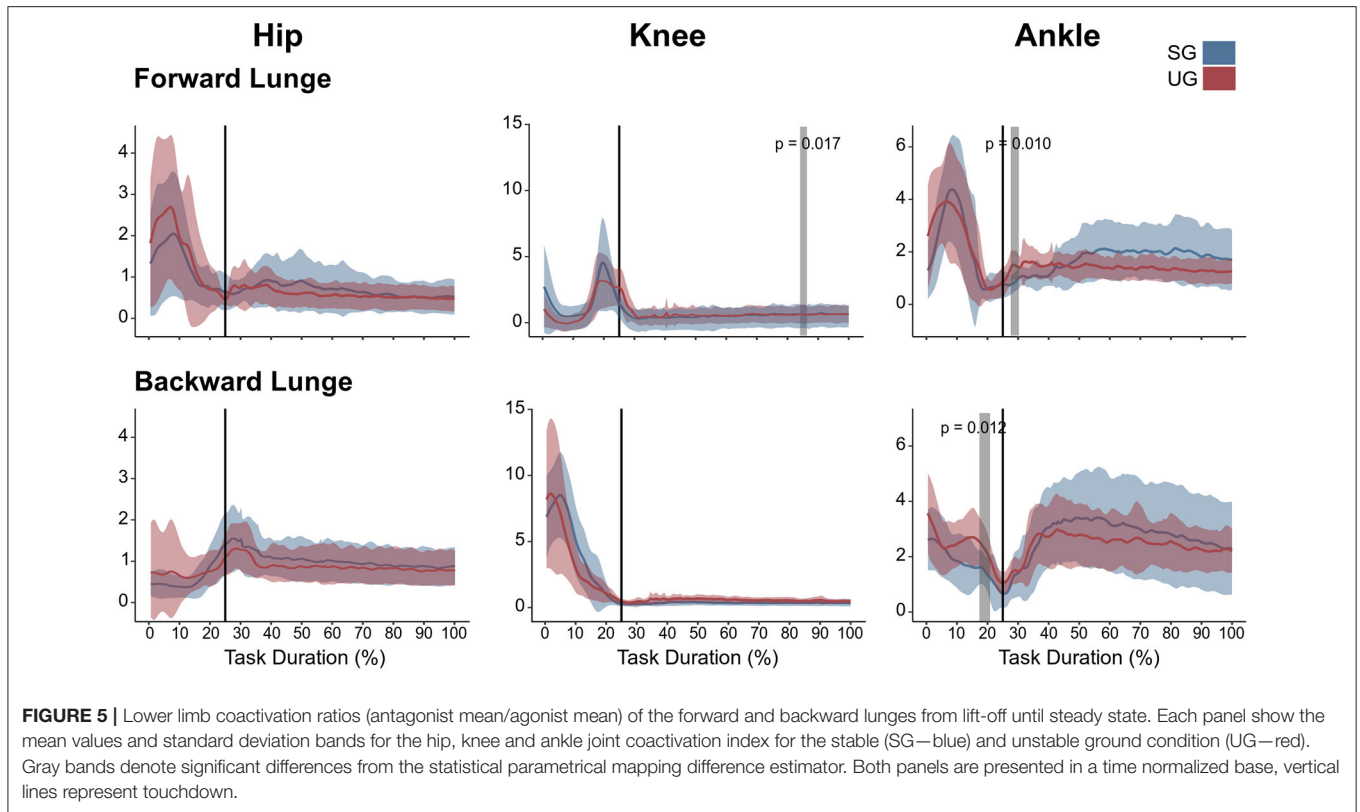 Hip Knee Ankle
SG
UG
Forward Lunge
4
3
2
1
0
15
10
5
0
p = 0.017
6
4
2
0
p = 0.010
Backward Lunge
4
3
2
1
0
0 10 20 30 40 50 60 70 80 90 100
Task Duration (%)
15
10
5
0
0 10 20 30 40 50 60 70 80 90 100
Task Duration (%)
6
4
2
0
p = 0.012
0 10 20 30 40 50 60 70 80 90 100
Task Duration (%)
FIGURE 5 | Lower limb coactivation ratios (antagonist mean/agonist mean) of the forward and backward lunges from lift-off until steady state. Each panel show the
mean values and standard deviation bands for the hip, knee and ankle joint coactivation index for the stable (SG—blue) and unstable ground condition (UG—red).
Gray bands denote significant differences from the statistical parametrical mapping difference estimator. Both panels are presented in a time normalized base, vertical
lines represent touchdown.